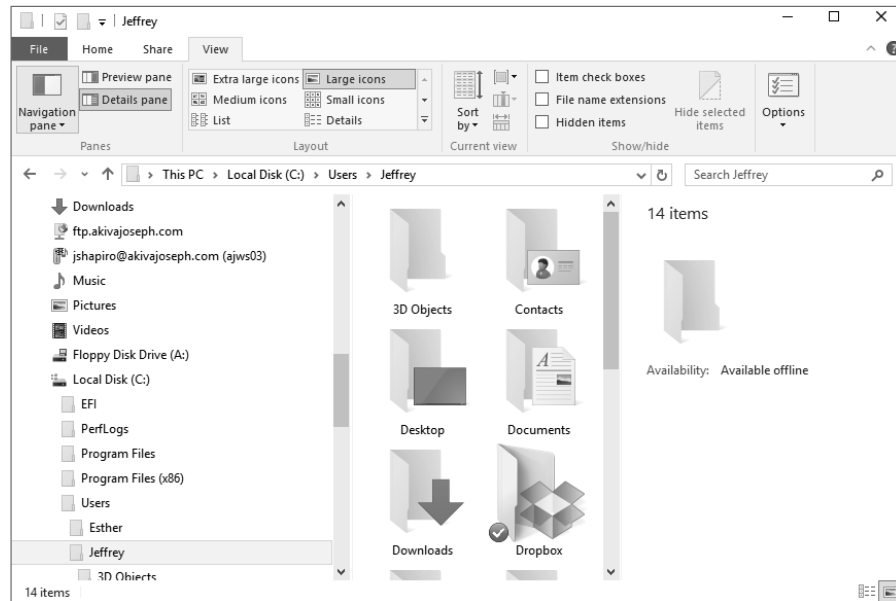 Jeffrey
File Home Share View
Navigation pane
Preview pane
Details pane
Panes
Extra large icons Large icons
Medium icons Small icons
List Details
Layout
Sort by
Current view
Item check boxes
File name extensions
Hidden items
Hide selected items
Show/hide
Options
This PC > Local Disk (C:) > Users > Jeffrey
Search Jeffrey
Downloads
ftp.akivajoseph.com
jshapiro@akivajoseph.com (ajws03)
Music
Pictures
Videos
Floppy Disk Drive (A:)
Local Disk (C:)
EFI
PerfLogs
Program Files
Program Files (x86)
Users
Esther
Jeffrey
3D Objects
3D Objects Contacts
Desktop Documents
Downloads Dropbox
14 items
Availability: Available offline
14 items